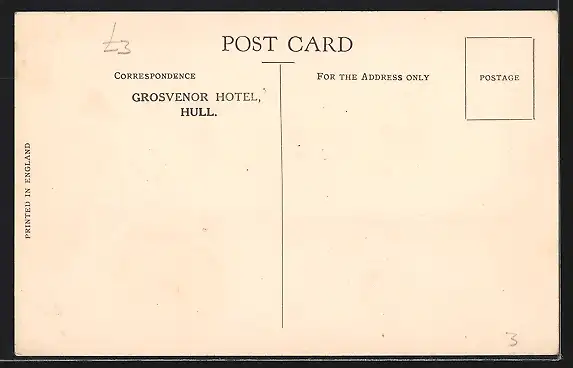 £3
POST CARD
CORRESPONDENCE
FOR THE ADDRESS ONLY
POSTAGE
GROSVENOR HOTEL,
HULL.
PRINTED IN ENGLAND
3